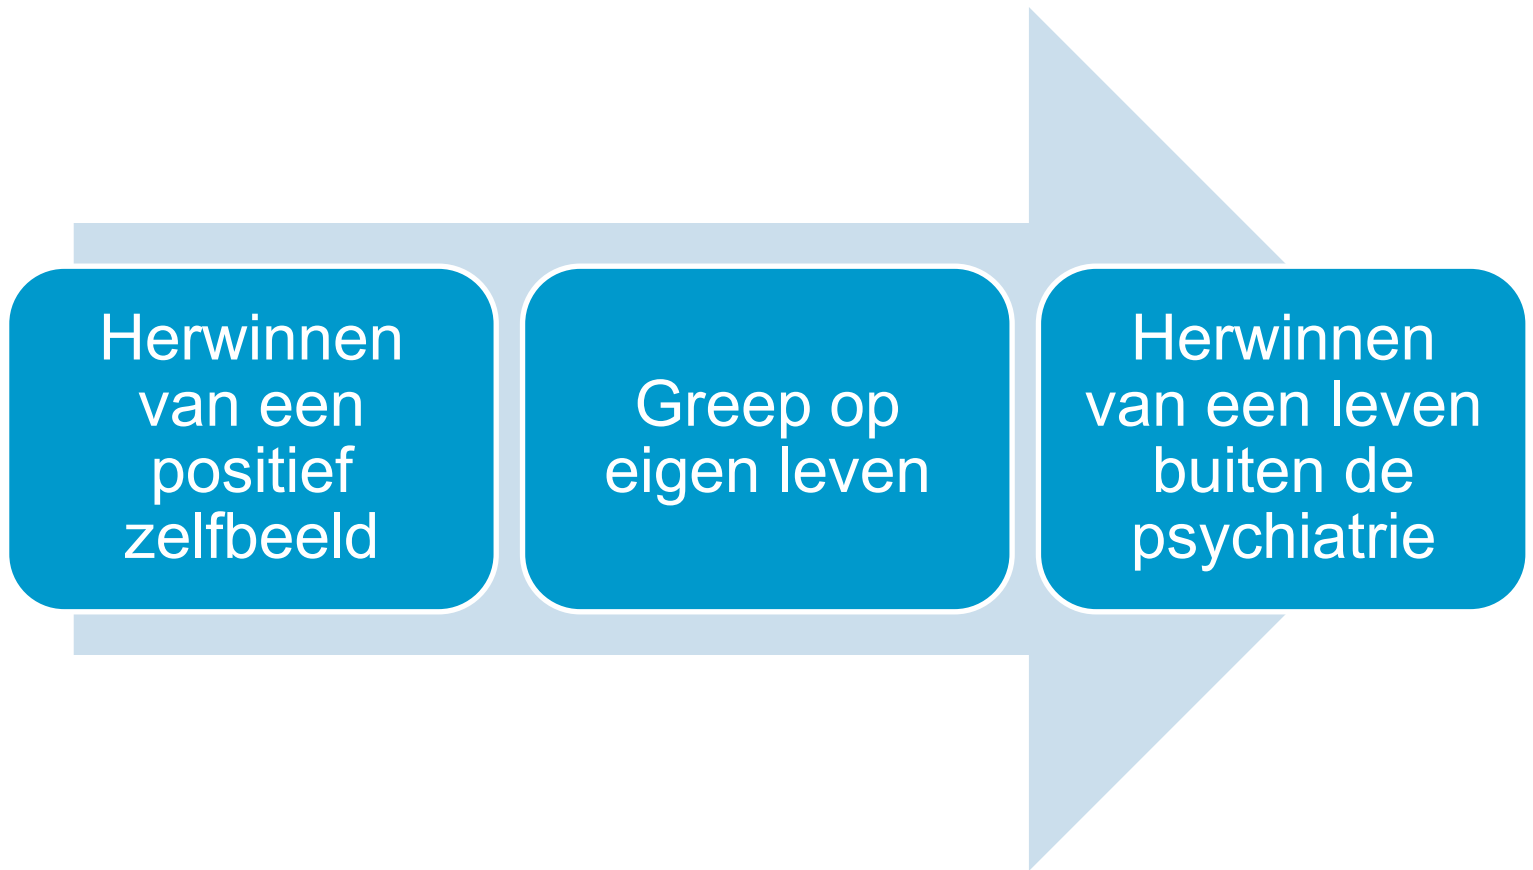 Herwinnen
van een
positief
zelfbeeld
Greep op
eigen leven
Herwinnen
van een leven
buiten de
psychiatrie